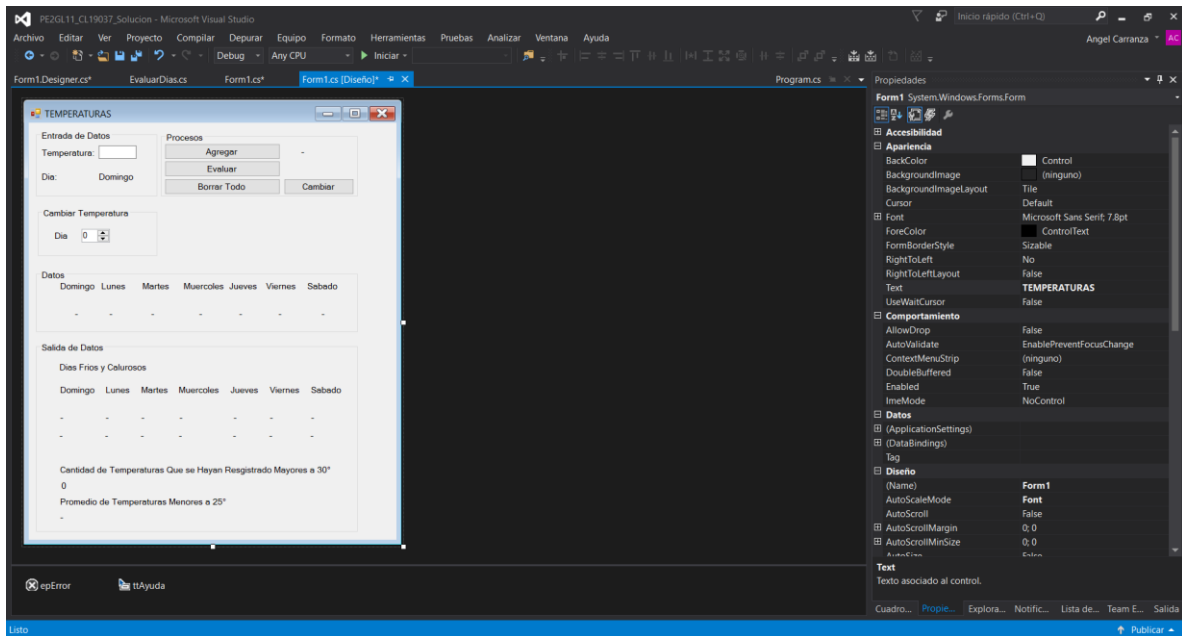 PE2GL11_CL19037_Solucion - Microsoft Visual Studio
Inicio rápido (Ctrl+Q)
Archivo Editar Ver Proyecto Compilar Depurar Equipo Formato Herramientas Pruebas Analizar Ventana Ayuda
Angel Carranza AC
Debug Any CPU Iniciar
Form1.Designer.cs* EvaluarDias.cs Form1.cs* Form1.cs [Diseño]* Program.cs
TEMPERATURAS
Entrada de Datos
Temperatura:
Dia: Domingo
Procesos
Agregar -
Evaluar
Borrar Todo Cambiar
Cambiar Temperatura
Dia 0
Datos
Domingo Lunes Martes Muercoles Jueves Viernes Sabado
- - - - - - -
Salida de Datos
Dias Frios y Calurosos
Domingo Lunes Martes Muercoles Jueves Viernes Sabado
- - - - - - -
- - - - - - -
Cantidad de Temperaturas Que se Hayan Resgistrado Mayores a 30°
0
Promedio de Temperaturas Menores a 25°
-
epError ttAyuda
Propiedades
Form1 System.Windows.Forms.Form
Accesibilidad
Apariencia
BackColor Control
BackgroundImage (ninguno)
BackgroundImageLayout Tile
Cursor Default
Font Microsoft Sans Serif; 7.8pt
ForeColor ControlText
FormBorderStyle Sizable
RightToLeft No
RightToLeftLayout False
Text TEMPERATURAS
UseWaitCursor False
Comportamiento
AllowDrop False
AutoValidate EnablePreventFocusChange
ContextMenuStrip (ninguno)
DoubleBuffered False
Enabled True
ImeMode NoControl
Datos
(ApplicationSettings)
(DataBindings)
Tag
Diseño
(Name) Form1
AutoScaleMode Font
AutoScroll False
AutoScrollMargin 0; 0
AutoScrollMinSize 0; 0
AutoSize False
Text
Texto asociado al control.
Cuadro... Propie... Explora... Notific... Lista de... Team E... Salida
Listo
Publicar